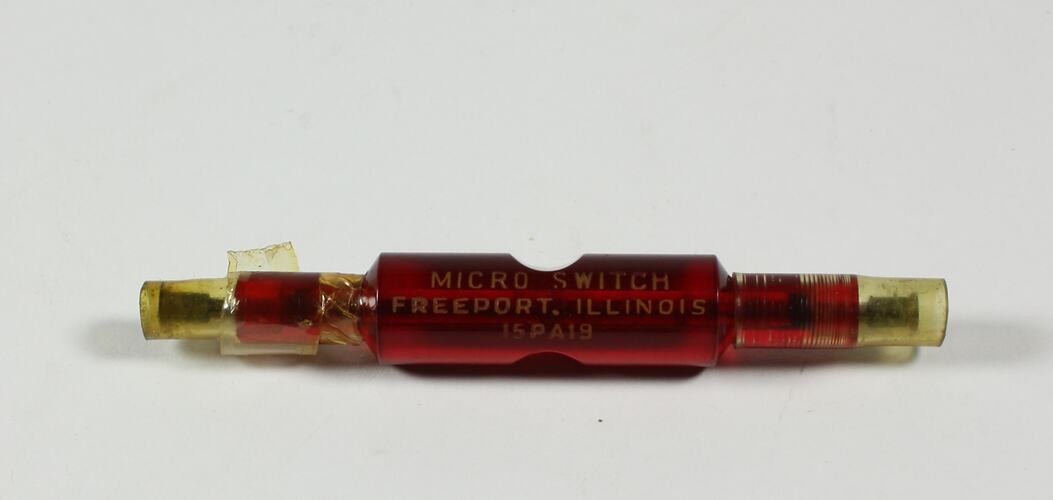 MICRO SWITCH
FREEPORT, ILLINOIS
15PA19